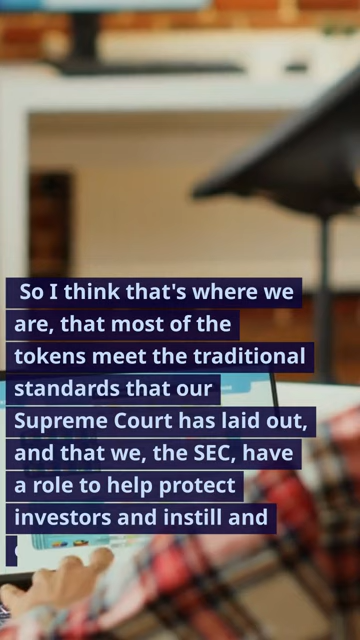 So I think that's where we
are, that most of the
tokens meet the traditional
standards that our
Supreme Court has laid out,
and that we, the SEC, have
a role to help protect
investors and instill and